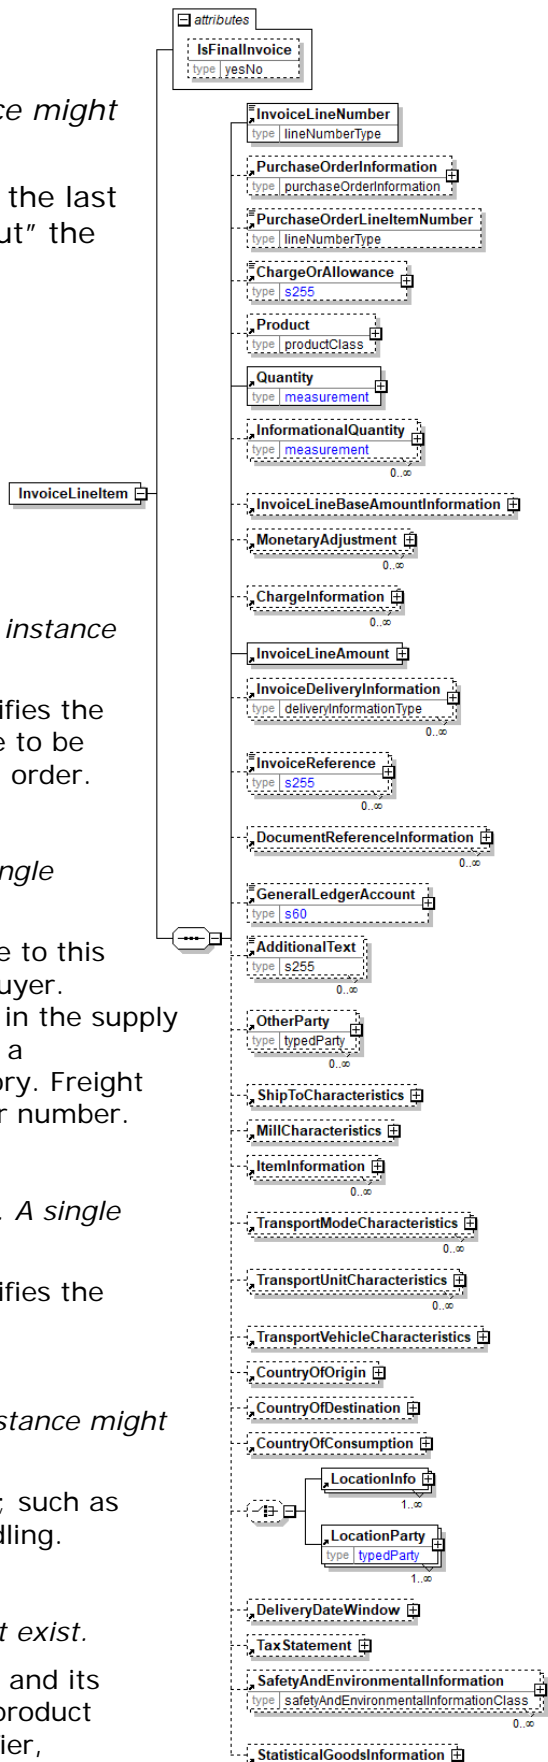 attributes
IsFinalInvoice
type yesNo
ce might
the last
ut" the
InvoiceLineNumber
type lineNumberType
PurchaseOrderInformation
type purchaseOrderInformation
PurchaseOrderLineItemNumber
type lineNumberType
ChargeOrAllowance
type s255
Product
type productClass
Quantity
type measurement
InformationalQuantity
type measurement
0..∞
InvoiceLineItem
InvoiceLineBaseAmountInformation
MonetaryAdjustment
0..∞
ChargeInformation
0..∞
instance
InvoiceLineAmount
ifies the
e to be
order.
InvoiceDeliveryInformation
type deliveryInformationType
0..∞
InvoiceReference
type s255
0..∞
DocumentReferenceInformation
0..∞
ngle
GeneralLedgerAccount
type s60
e to this
uyer.
in the supply
a
ry. Freight
r number.
AdditionalText
type s255
0..∞
OtherParty
type typedParty
0..∞
ShipToCharacteristics
MillCharacteristics
ItemInformation
0..∞
. A single
TransportModeCharacteristics
0..∞
ifies the
TransportUnitCharacteristics
0..∞
TransportVehicleCharacteristics
CountryOfOrigin
CountryOfDestination
stance might
CountryOfConsumption
LocationInfo
1..∞
; such as
dling.
LocationParty
type typedParty
1..∞
DeliveryDateWindow
t exist.
TaxStatement
and its
product
ier,
SafetyAndEnvironmentalInformation
type safetyAndEnvironmentalInformationClass
0..∞
StatisticalGoodsInformation